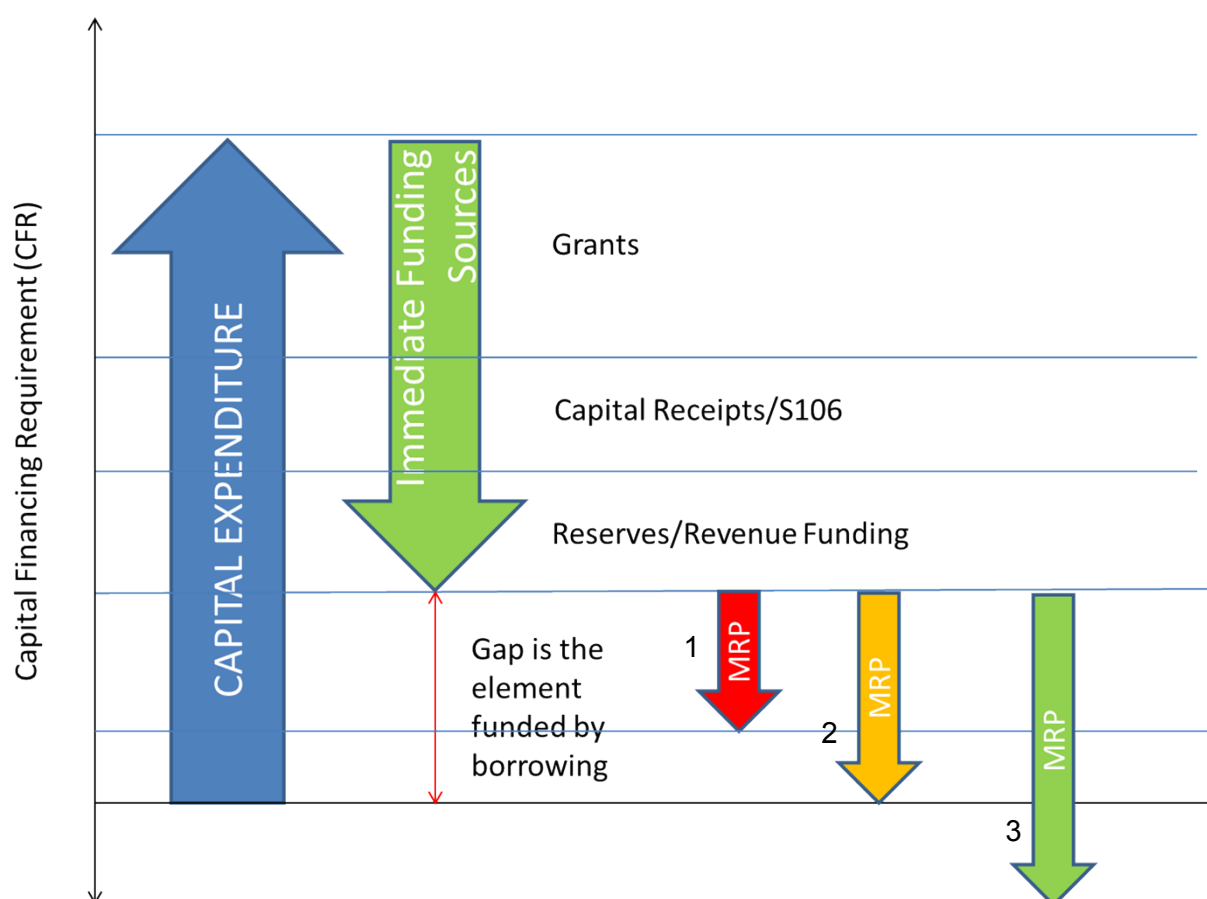 Capital Financing Requirement (CFR)
CAPITAL EXPENDITURE
Immediate Funding
Sources
Grants
Capital Receipts/S106
Reserves/Revenue Funding
Gap is the
element
funded by
borrowing
1
MRP
2
MRP
3
MRP